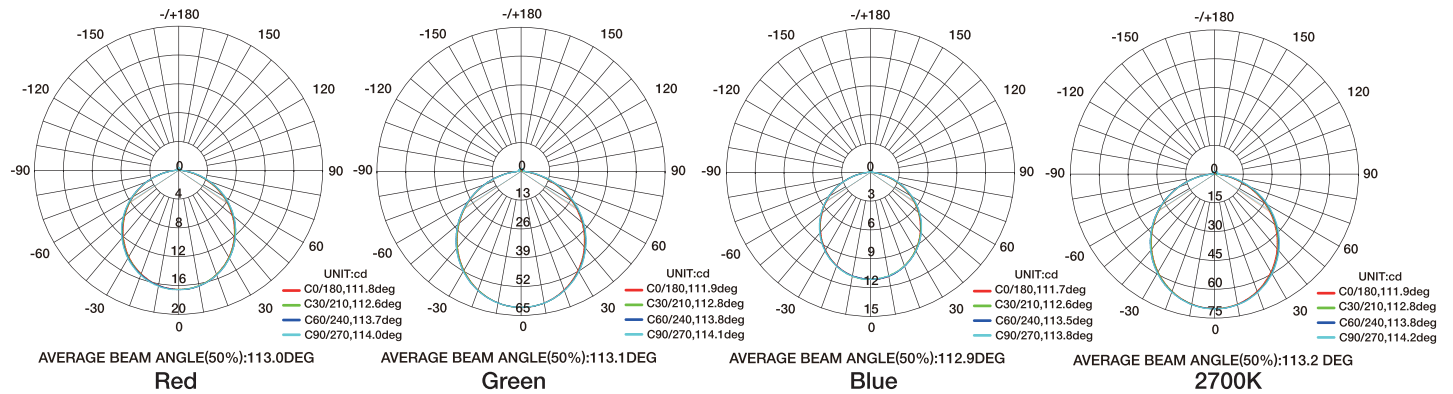 -/+180
-150
150
-120
120
-90
90
-60
60
-30
30
0
0
4
8
12
16
20
UNIT:cd
C0/180,111.8deg
C30/210,112.6deg
C60/240,113.7deg
C90/270,114.0deg
AVERAGE BEAM ANGLE(50%):113.0DEG
Red
-/+180
-150
150
-120
120
-90
90
-60
60
-30
30
0
0
13
26
39
52
65
UNIT:cd
C0/180,111.9deg
C30/210,112.8deg
C60/240,113.8deg
C90/270,114.1deg
AVERAGE BEAM ANGLE(50%):113.1DEG
Green
-/+180
-150
150
-120
120
-90
90
-60
60
-30
30
0
0
3
6
9
12
15
UNIT:cd
C0/180,111.7deg
C30/210,112.6deg
C60/240,113.5deg
C90/270,113.8deg
AVERAGE BEAM ANGLE(50%):112.9DEG
Blue
-/+180
-150
150
-120
120
-90
90
-60
60
-30
30
0
0
15
30
45
60
75
UNIT:cd
C0/180,111.9deg
C30/210,112.8deg
C60/240,113.8deg
C90/270,114.2deg
AVERAGE BEAM ANGLE(50%):113.2 DEG
2700K